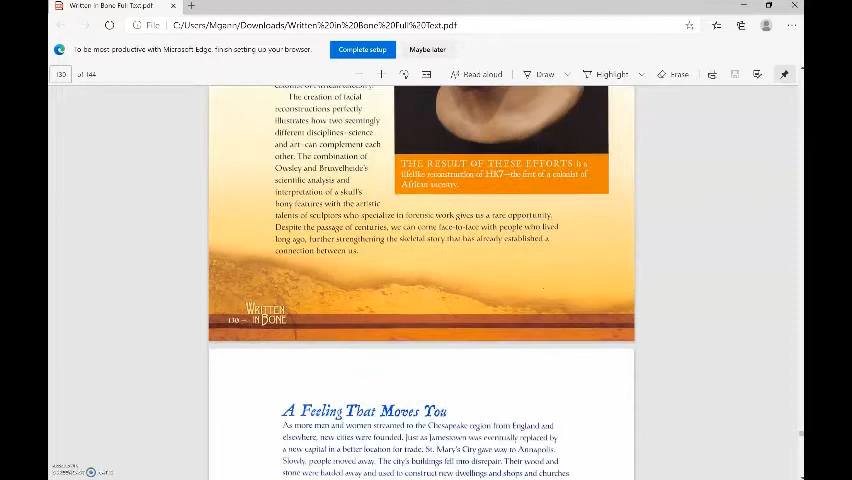 Written in Bone Full Text.pdf
File
C:/Users/Mgann/Downloads/Written%20in%20Bone%20Full%20Text.pdf
To be most productive with Microsoft Edge, finish setting up your browser.
Complete setup
Maybe later
130
of 144
Read aloud
Draw
Highlight
Erase
colonist of African ancestry.
The creation of facial
reconstructions perfectly
illustrates how two seemingly
different disciplines—science
and art—can complement each
other. The combination of
Owsley and Bruwelheide's
scientific analysis and
interpretation of a skull's
bony features with the artistic
talents of sculptors who specialize in forensic work gives us a rare opportunity.
Despite the passage of centuries, we can come face-to-face with people who lived
long ago, further strengthening the skeletal story that has already established a
connection between us.
THE RESULT OF THESE EFFORTS is a
lifelike reconstruction of HK7—the first of a colonist of
African ancestry.
WRITTEN
IN BONE
130 —
A Feeling That Moves You
As more men and women streamed to the Chesapeake region from England and
elsewhere, new cities were founded. Just as Jamestown was eventually replaced by
a new capital in a better location for trade, St. Mary's City gave way to Annapolis.
Slowly, people moved away. The city's buildings fell into disrepair. Their wood and
stone were hauled away and used to construct new dwellings and shops and churches